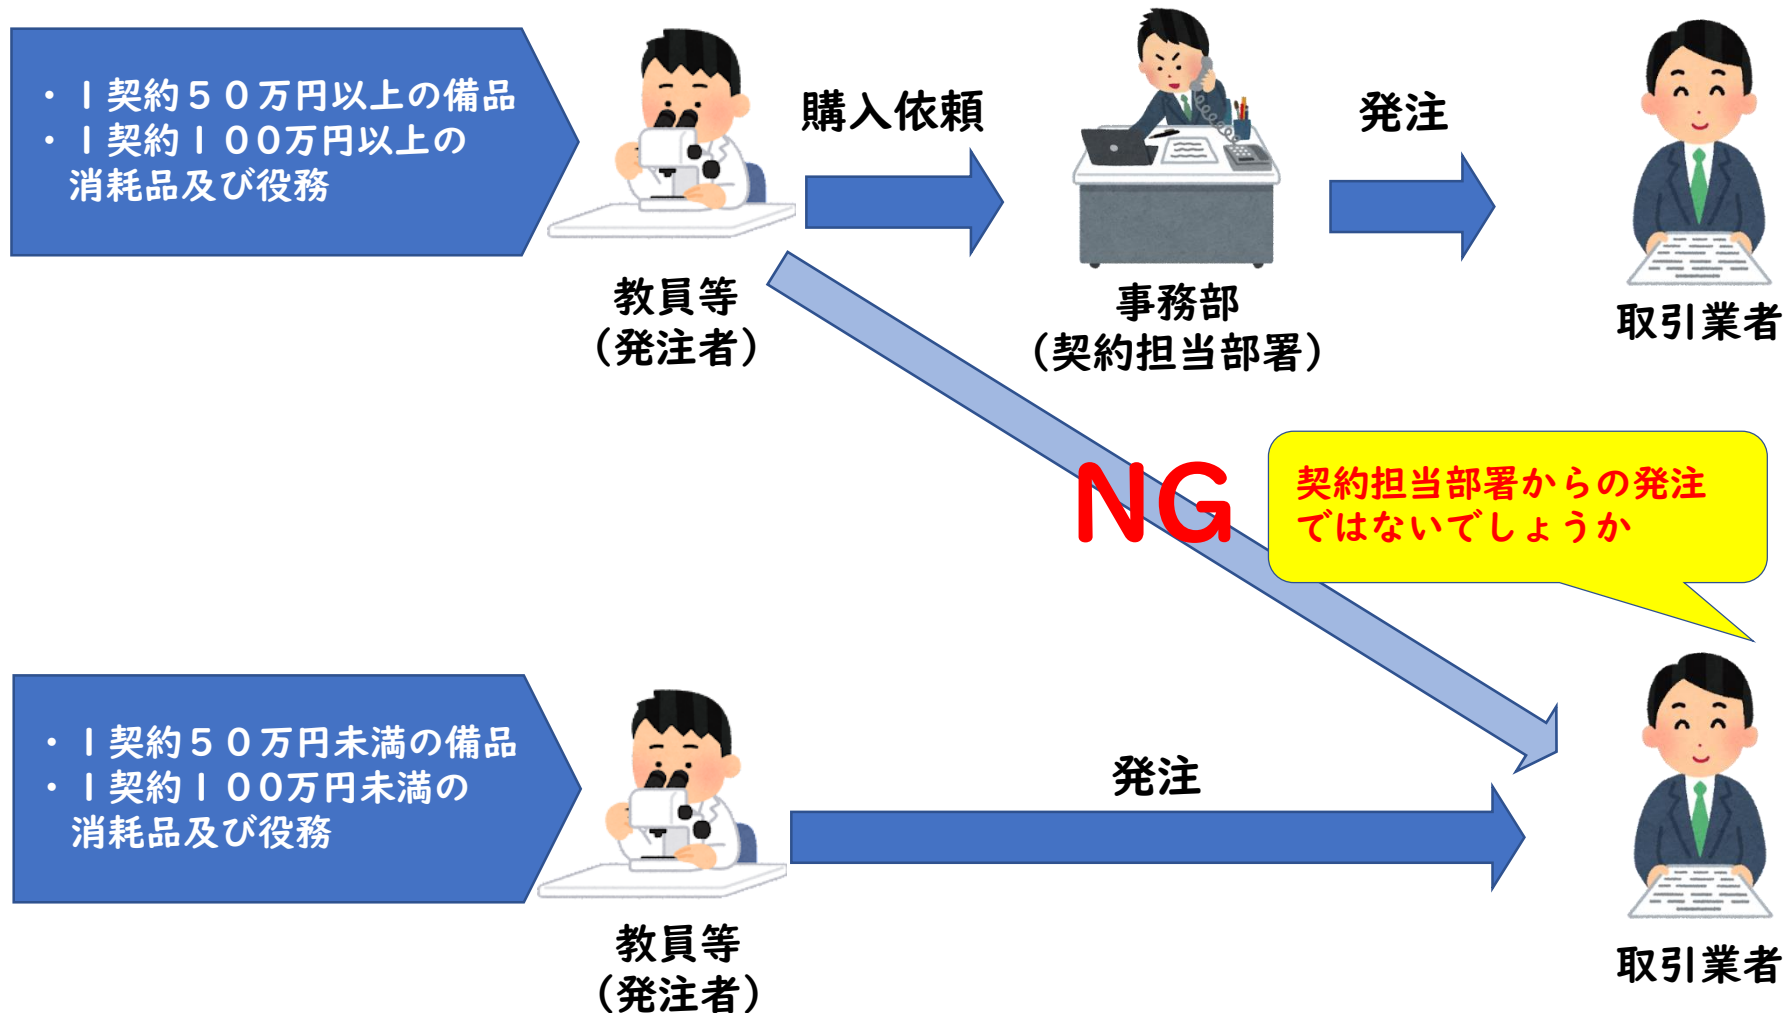 ・１契約５０万円以上の備品
・１契約１００万円以上の
消耗品及び役務
購入依頼
発注
教員等
（発注者）
事務部
（契約担当部署）
取引業者
NG
契約担当部署からの発注
ではないでしょうか
・１契約５０万円未満の備品
・１契約１００万円未満の
消耗品及び役務
発注
教員等
（発注者）
取引業者